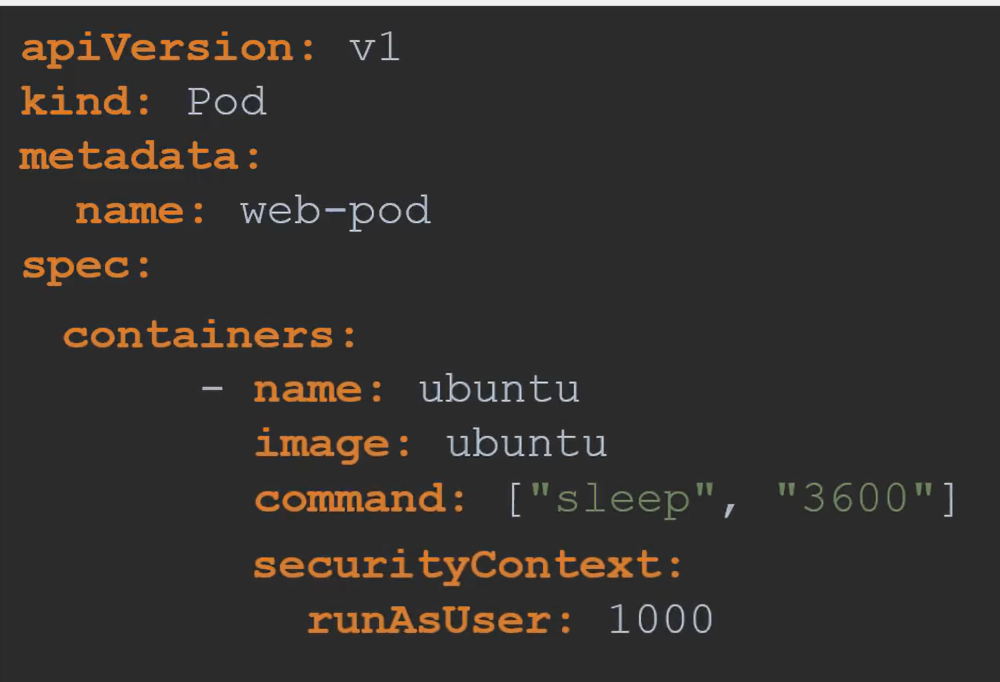 apiVersion: v1
kind: Pod
metadata:
  name: web-pod
spec:
  containers:
      - name: ubuntu
        image: ubuntu
        command: ["sleep", "3600"]
        securityContext:
          runAsUser: 1000